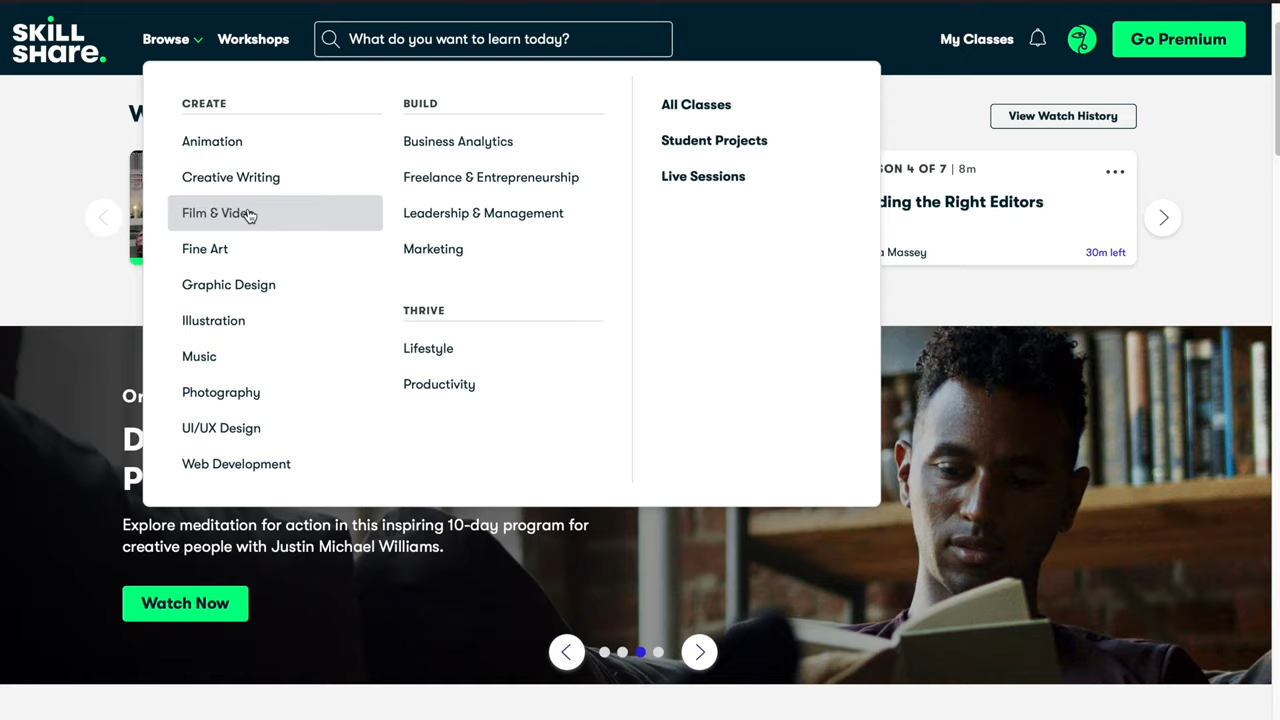 SKILL
SHARE.
Browse
Workshops
What do you want to learn today?
My Classes
Go Premium
W
View Watch History
CREATE
Animation
Creative Writing
Film &
Fine Art
Graphic Design
Illustration
Music
Photography
UI/UX Design
Web Development
BUILD
Business Analytics
Freelance & Entrepreneurship
Leadership & Management
Marketing
THRIVE
Lifestyle
Productivity
All Classes
Student Projects
Live Sessions
4 OF 7 | 8m
the Right Editors
Massey
30m left
Explore meditation for action in this inspiring 10-day program for
creative people with Justin Michael Williams.
Watch Now